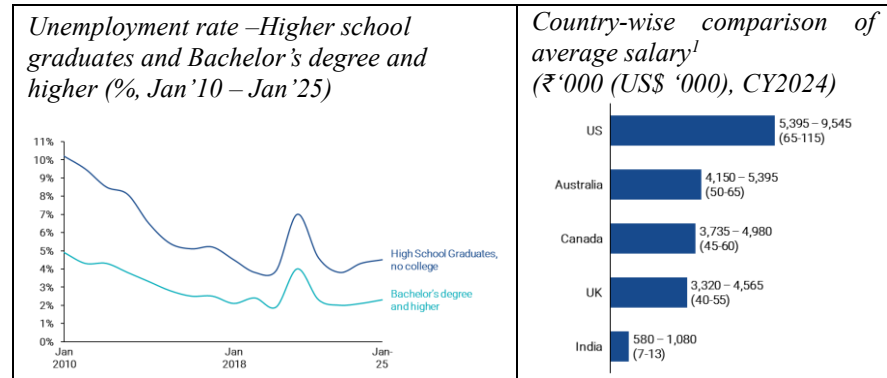 Unemployment rate –Higher school
graduates and Bachelor's degree and
higher (%, Jan'10 – Jan'25)
11%
10%
9%
8%
7%
6%
5%
4%
3%
2%
1%
0%
High School Graduates,
no college
Bachelor's degree
and higher
Jan
2010
Jan
2018
Jan-
25
Country-wise comparison of
average salary1
(₹'000 (US$ '000), CY2024)
US
5,395 – 9,545
(65-115)
Australia
4,150 – 5,395
(50-65)
Canada
3,735 – 4,980
(45-60)
UK
3,320 – 4,565
(40-55)
India
580 – 1,080
(7-13)